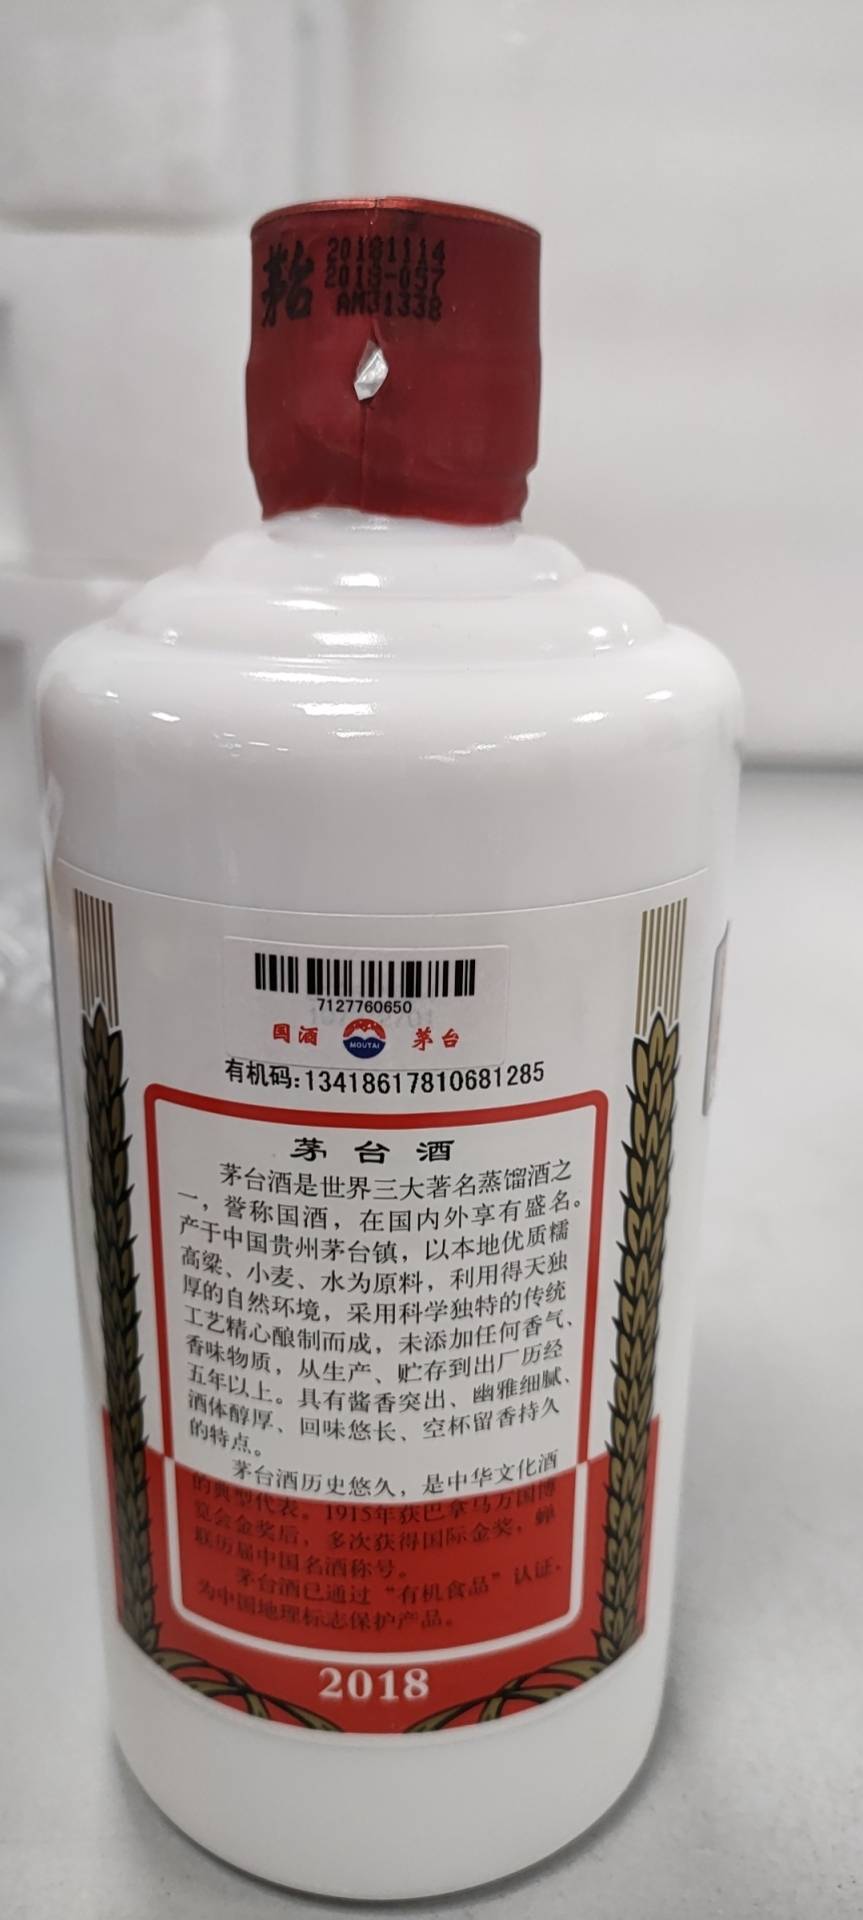 茅台
20181114
2018-057
AM31338
7127760650
国酒 MOUTAI 茅台
有机码:13418617810681285
茅台酒
茅台酒是世界三大著名蒸馏酒之
一，誉称国酒，在国内外享有盛名。
产于中国贵州茅台镇，以本地优质糯
高粱、小麦、水为原料，利用得天独
厚的自然环境，采用科学独特的传统
工艺精心酿制而成，未添加任何香气、
香味物质，从生产、贮存到出厂历经
五年以上。具有酱香突出、幽雅细腻、
酒体醇厚、回味悠长、空杯留香持久
的特点。
茅台酒历史悠久，是中华文化酒
的典型代表。1915年获巴拿马万国博
览会金奖后，多次获得国际金奖，蝉
联历届中国名酒称号。
茅台酒已通过“有机食品”认证，
为中国地理标志保护产品。
2018